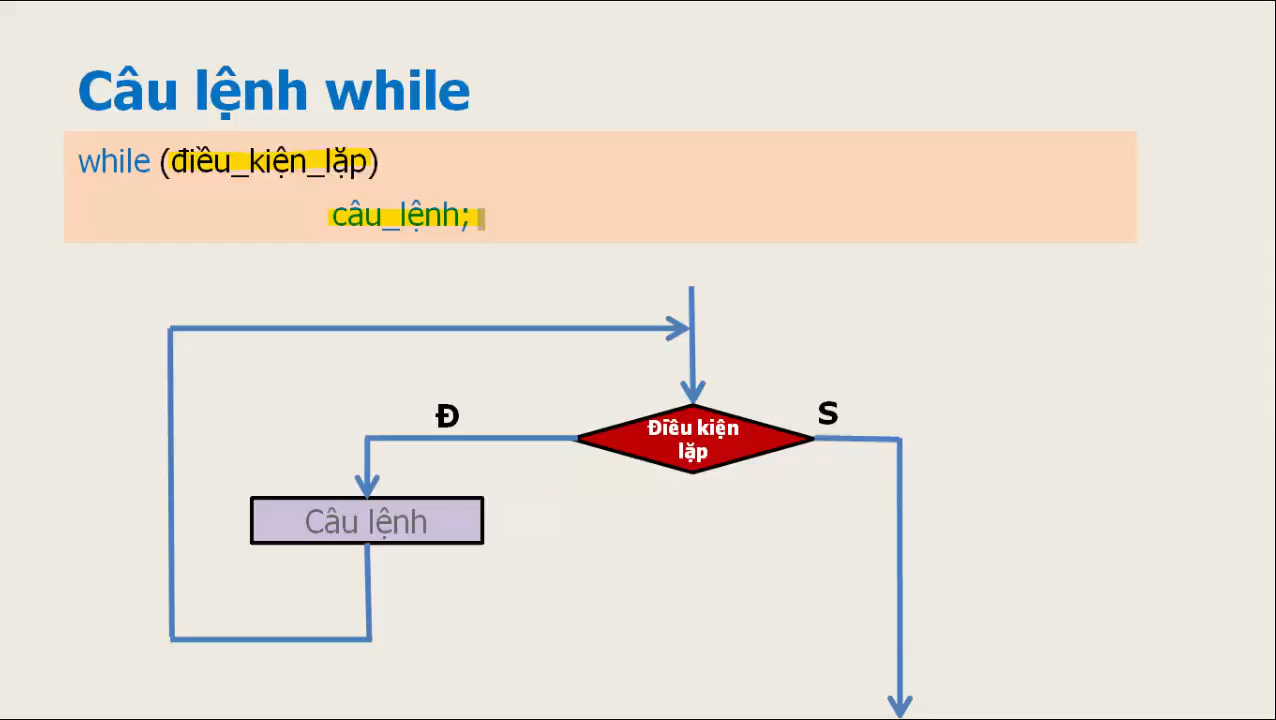 Câu lệnh while
while (điều_kiện_lặp)
câu_lệnh;
Đ
S
Điều kiện
lặp
Câu lệnh